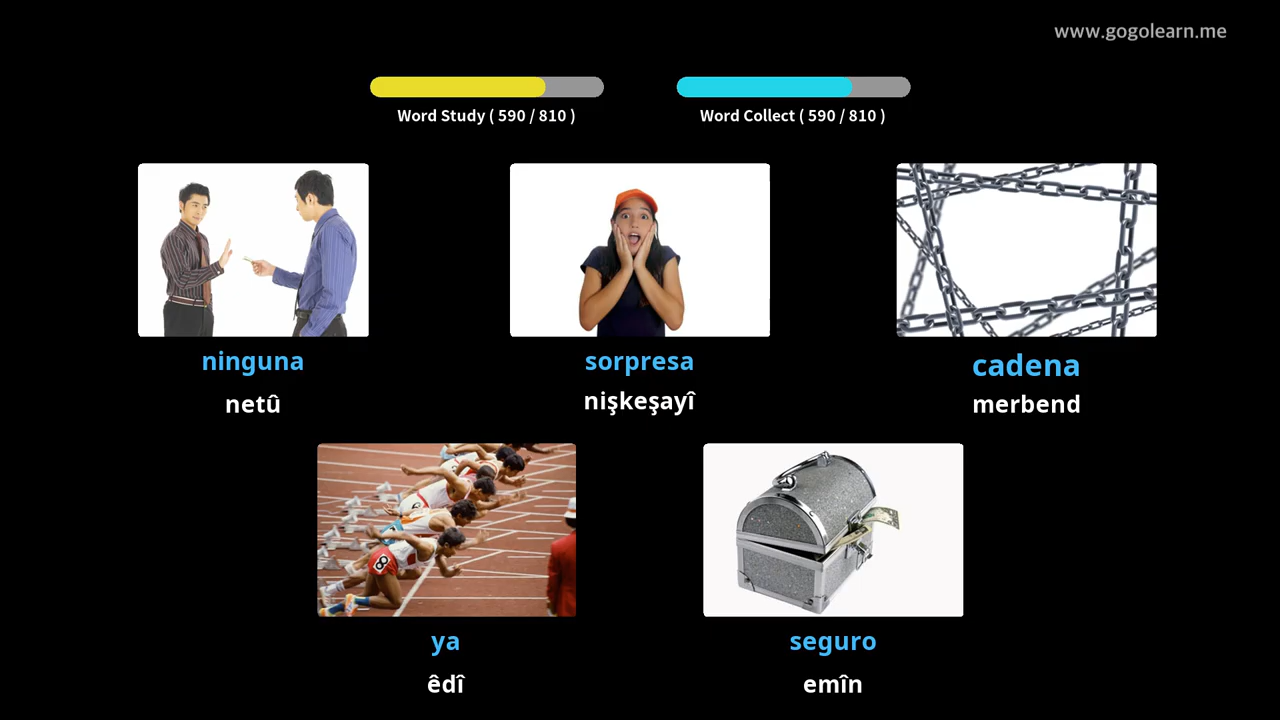 www.gogolearn.me
Word Study ( 590 / 810 )
Word Collect ( 590 / 810 )
ninguna
netû
sorpresa
nişkeşayî
cadena
merbend
8
ya
êdî
seguro
emîn